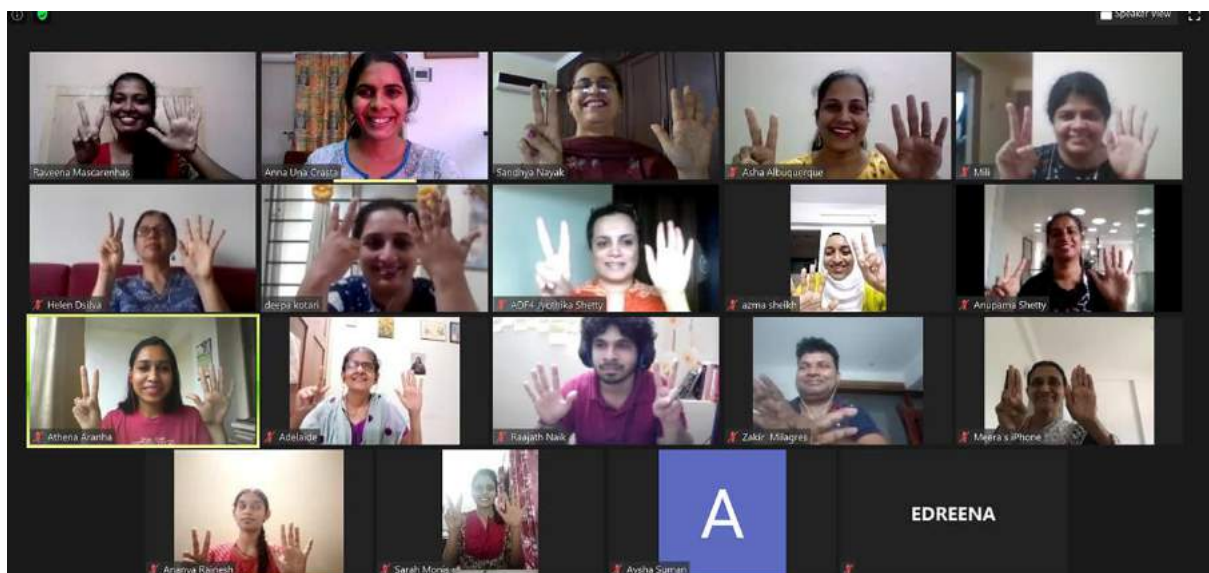 Speaker View
Raveena Mascarenhas
Anna Una Crasta
Sandhya Nayak
Asha Albuquerque
Mili
Helen Dsilva
deepa kotari
ADF4-Jyothika Shetty
azma sheikh
Anupama Shetty
Athena Aranha
Adelaide
Raajath Naik
Zakir Milagres
Meera's iPhone
A
EDREENA
Ananya Rajnesh
Sarah Monis
Aysha Suman